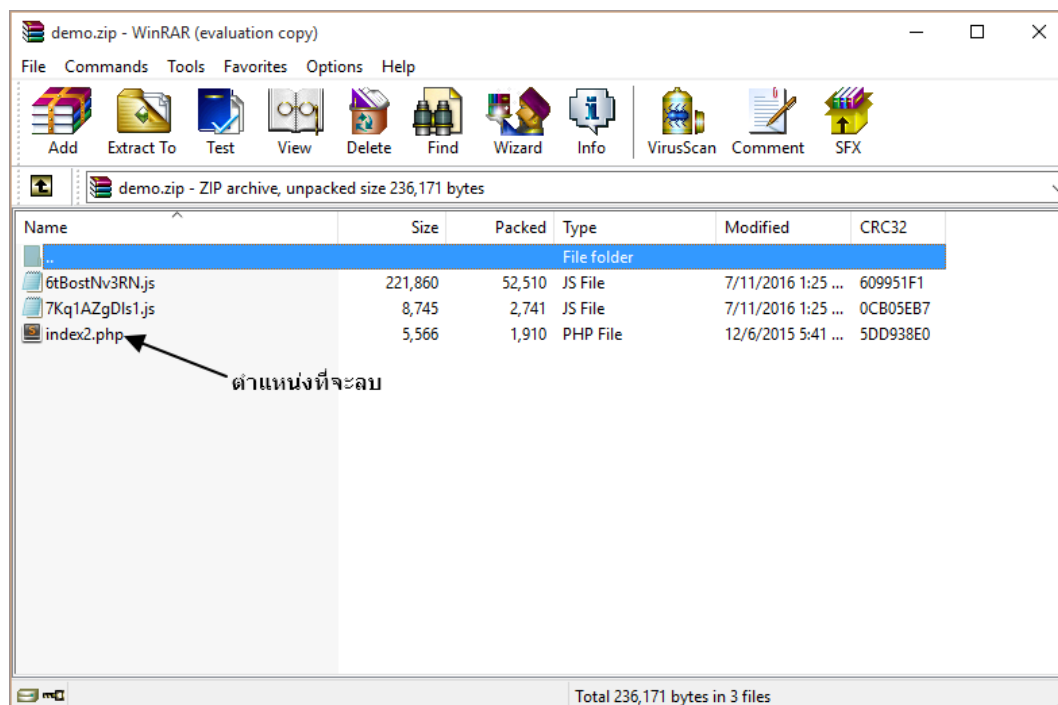 demo.zip - WinRAR (evaluation copy)
File Commands Tools Favorites Options Help
Add Extract To Test View Delete Find Wizard Info VirusScan Comment SFX
demo.zip - ZIP archive, unpacked size 236,171 bytes
Name Size Packed Type Modified CRC32
.. File folder
6tBostNv3RN.js 221,860 52,510 JS File 7/11/2016 1:25 ... 609951F1
7Kq1AZgDIs1.js 8,745 2,741 JS File 7/11/2016 1:25 ... 0CB05EB7
index2.php 5,566 1,910 PHP File 12/6/2015 5:41 ... 5DD938E0
ตำแหน่งที่จะลบ
Total 236,171 bytes in 3 files